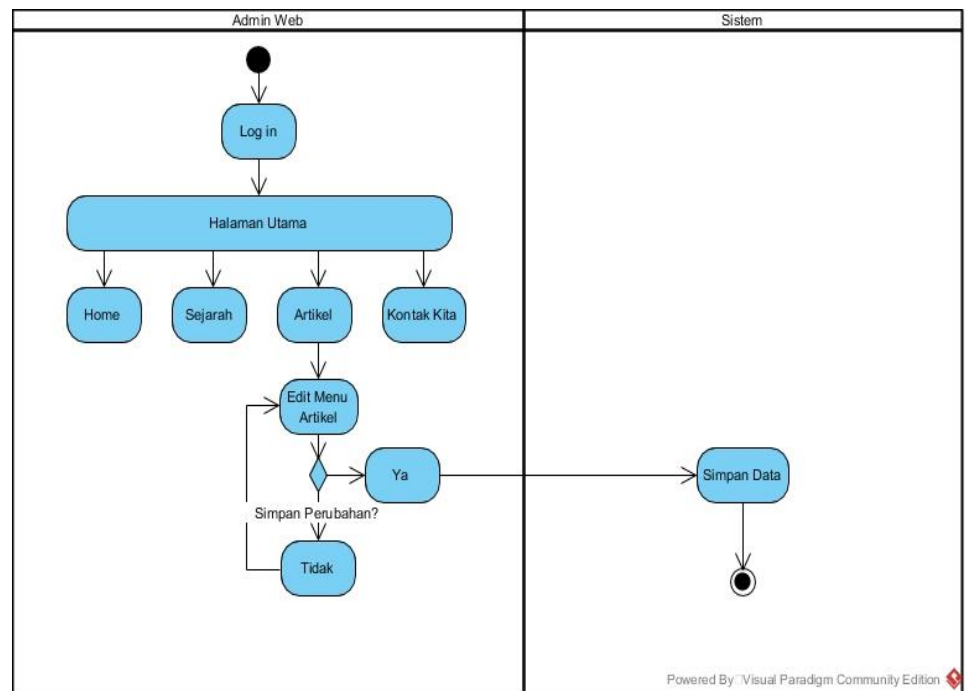 Admin Web
Sistem
Log in
Halaman Utama
Home
Sejarah
Artikel
Kontak Kita
Edit Menu
Artikel
Ya
Simpan Data
Simpan Perubahan?
Tidak
Powered By Visual Paradigm Community Edition